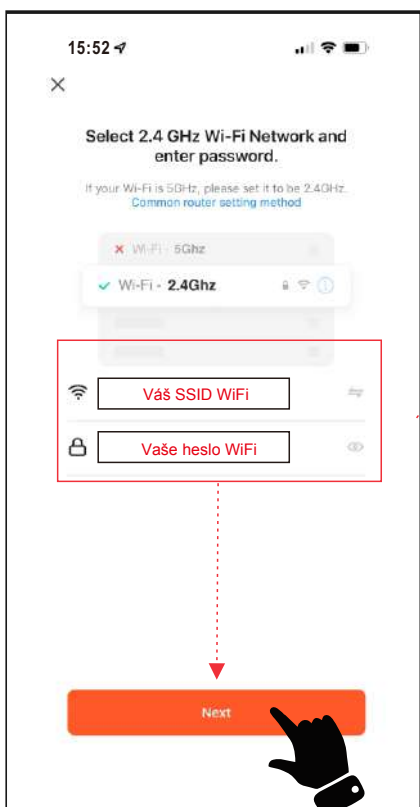 15:52
Select 2.4 GHz Wi-Fi Network and
enter password.
If your Wi-Fi is 5GHz, please set it to be 2.4GHz.
Common router setting method
Wi-Fi - 5Ghz
Wi-Fi - 2.4Ghz
Váš SSID WiFi
Vaše heslo WiFi
Next